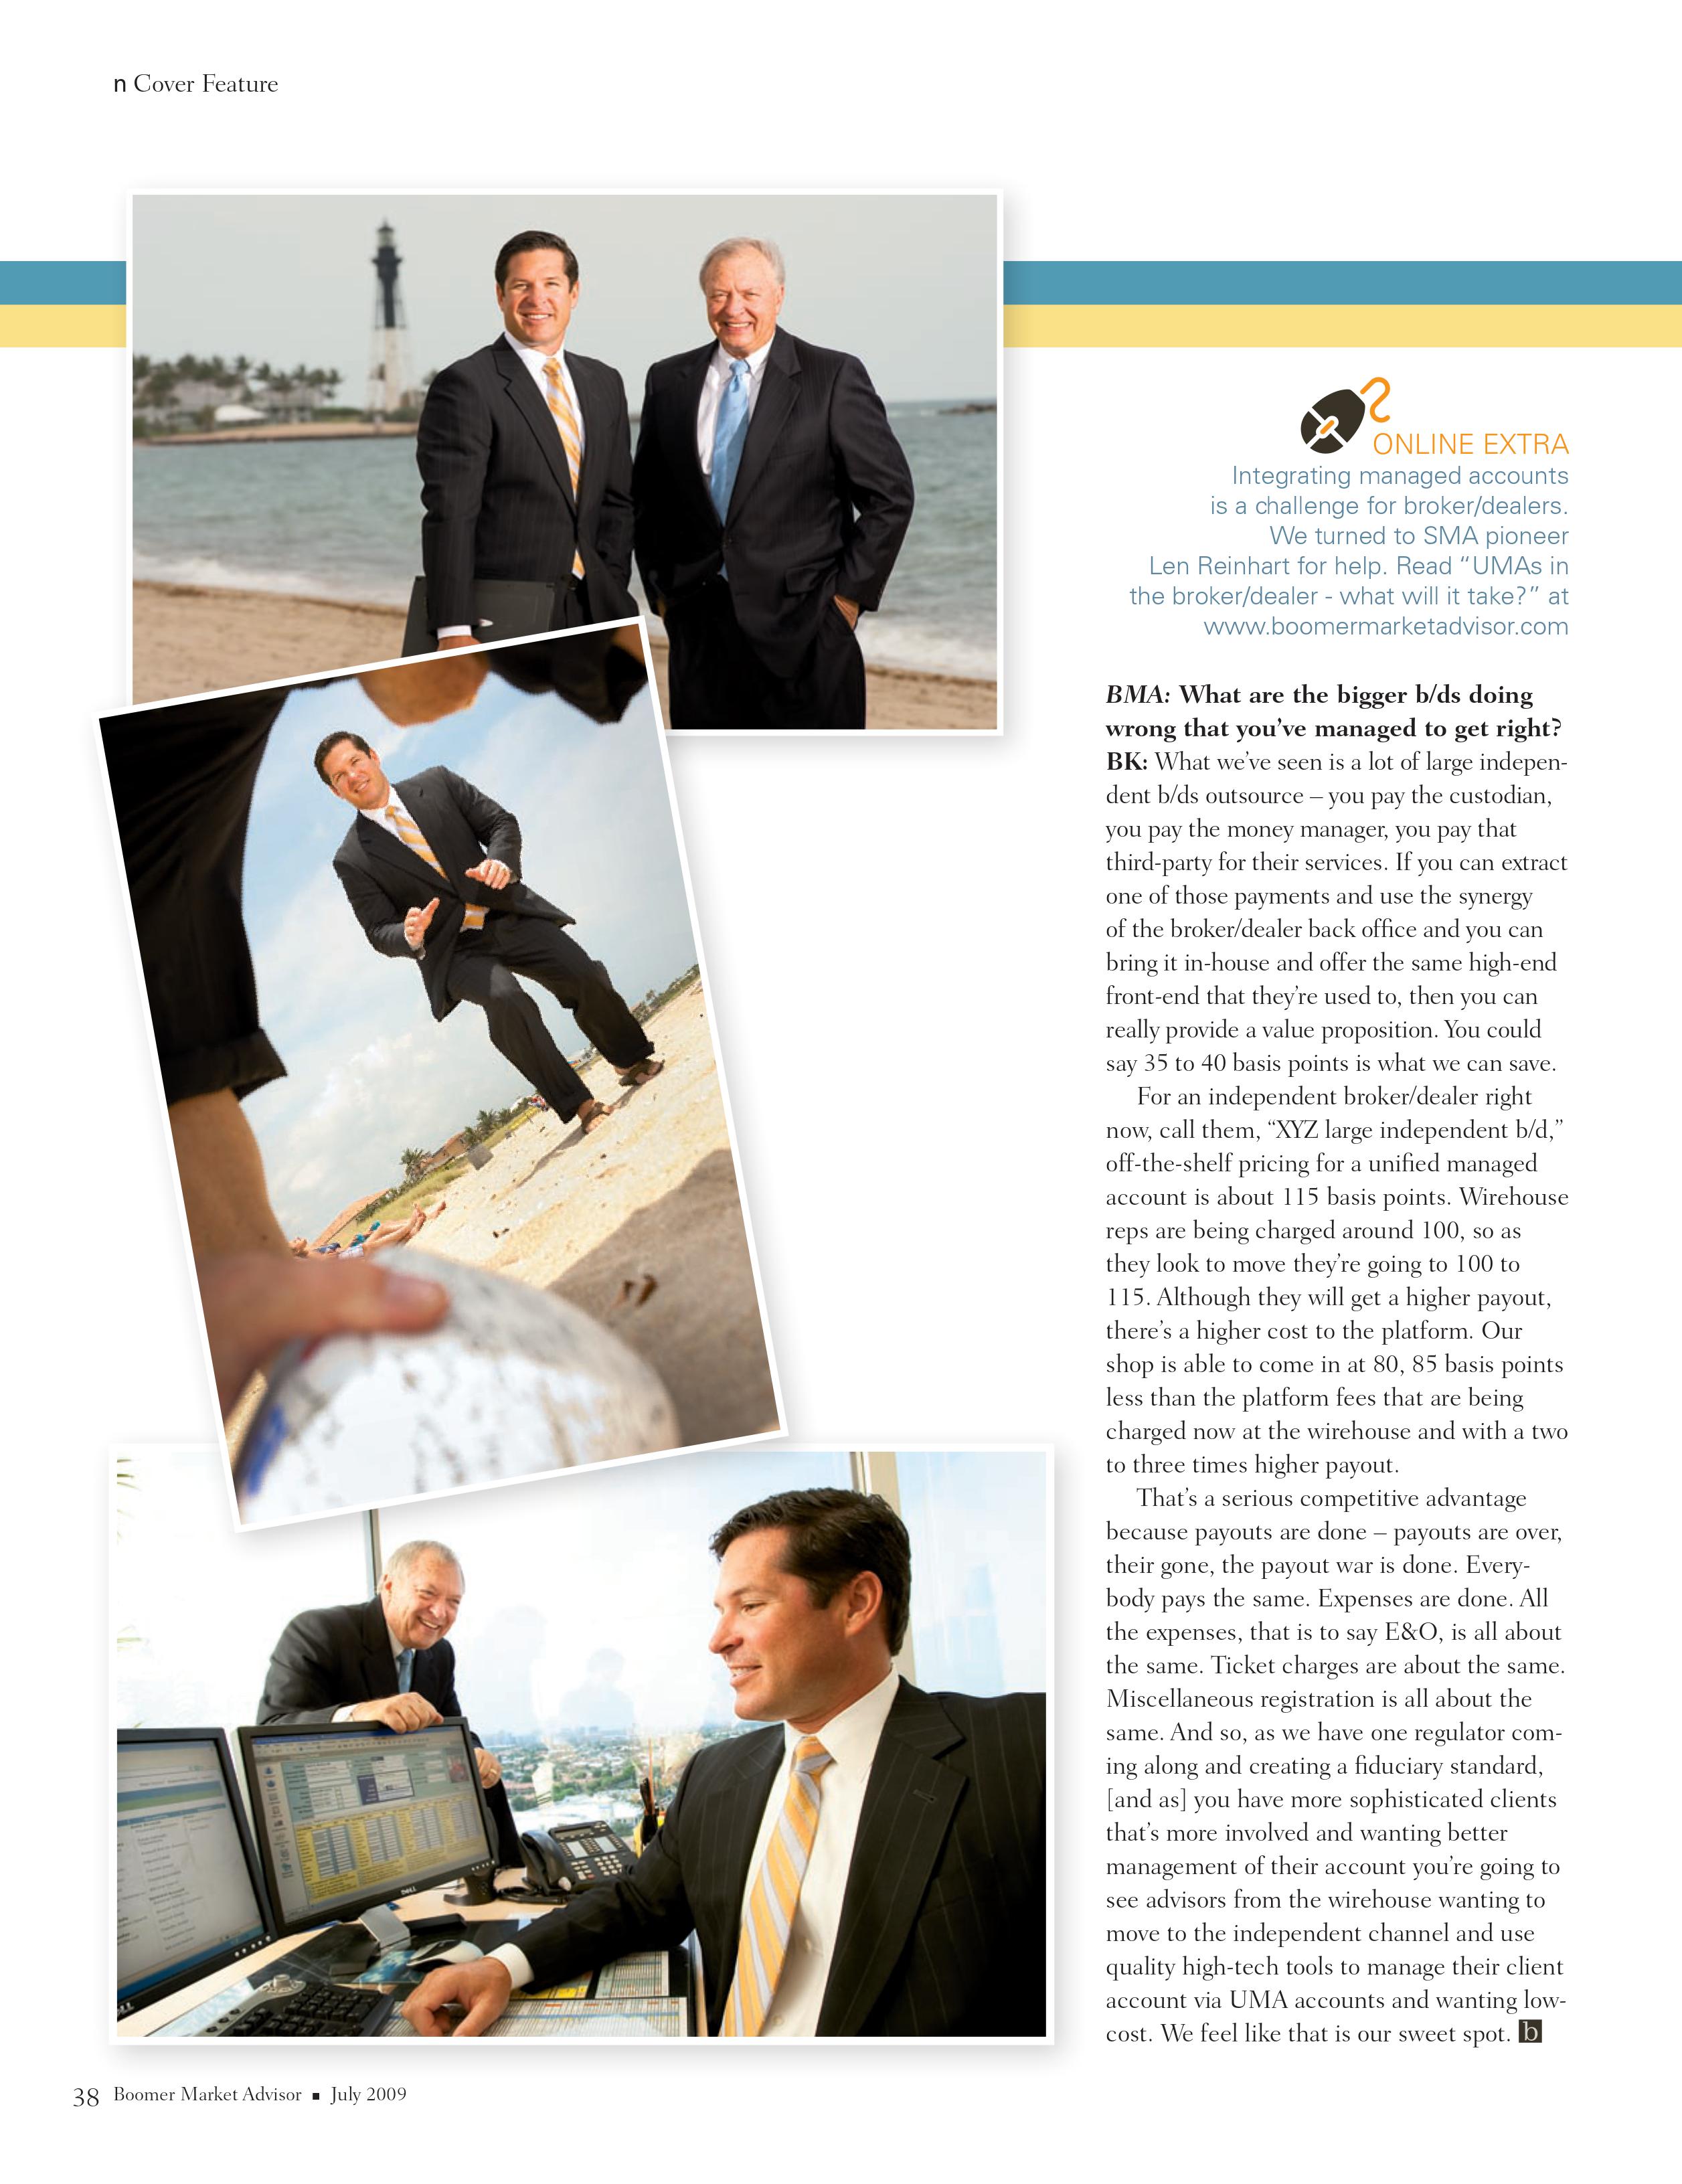 n Cover Feature
ONLINE EXTRA
Integrating managed accounts
is a challenge for broker/dealers.
We turned to SMA pioneer
Len Reinhart for help. Read “UMAs in
the broker/dealer - what will it take?” at
www.boomermarketadvisor.com
BMA: What are the bigger b/ds doing
wrong that you’ve managed to get right?
BK: What we’ve seen is a lot of large indepen-
dent b/ds outsource – you pay the custodian,
you pay the money manager, you pay that
third-party for their services. If you can extract
one of those payments and use the synergy
of the broker/dealer back office and you can
bring it in-house and offer the same high-end
front-end that they’re used to, then you can
really provide a value proposition. You could
say 35 to 40 basis points is what we can save.
For an independent broker/dealer right
now, call them, “XYZ large independent b/d,”
off-the-shelf pricing for a unified managed
account is about 115 basis points. Wirehouse
reps are being charged around 100, so as
they look to move they’re going to 100 to
115. Although they will get a higher payout,
there’s a higher cost to the platform. Our
shop is able to come in at 80, 85 basis points
less than the platform fees that are being
charged now at the wirehouse and with a two
to three times higher payout.
That’s a serious competitive advantage
because payouts are done – payouts are over,
their gone, the payout war is done. Every-
body pays the same. Expenses are done. All
the expenses, that is to say E&O, is all about
the same. Ticket charges are about the same.
Miscellaneous registration is all about the
same. And so, as we have one regulator com-
ing along and creating a fiduciary standard,
[and as] you have more sophisticated clients
that’s more involved and wanting better
management of their account you’re going to
see advisors from the wirehouse wanting to
move to the independent channel and use
quality high-tech tools to manage their client
account via UMA accounts and wanting low-
cost. We feel like that is our sweet spot. b
DELL
38 Boomer Market Advisor ▪ July 2009